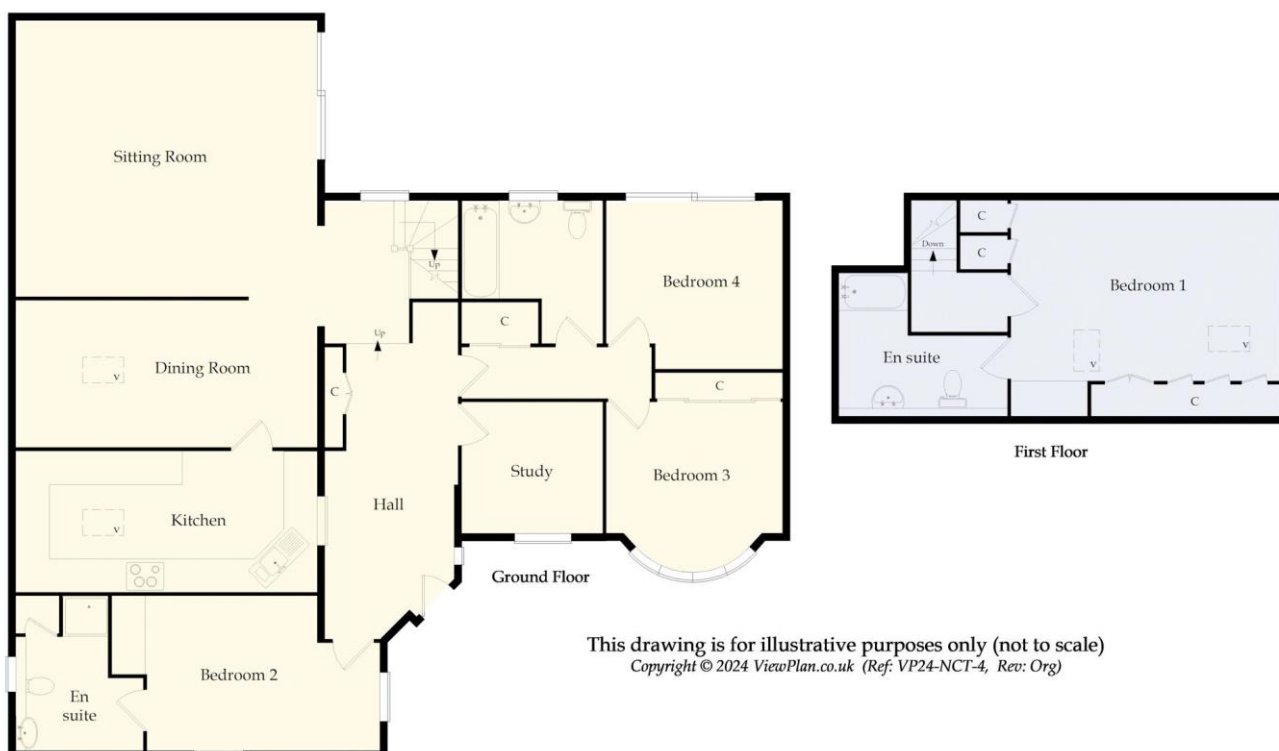 Sitting Room
Up
Bedroom 4
C
Up
Dining Room
V
C
C
Study
Bedroom 3
Hall
Kitchen
V
Ground Floor
Bedroom 2
En
suite
C
C
Down
Bedroom 1
En suite
V
V
C
First Floor
This drawing is for illustrative purposes only (not to scale)
Copyright © 2024 ViewPlan.co.uk (Ref: VP24-NCT-4, Rev: Org)